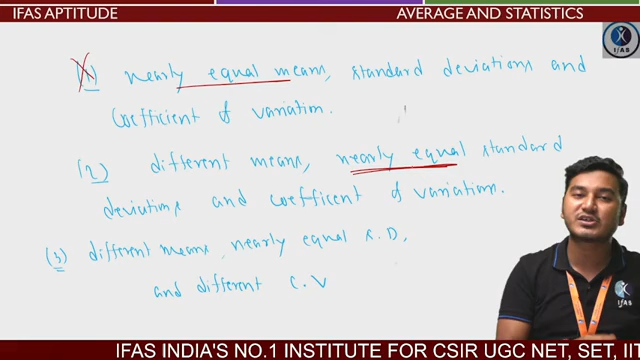 IFAS APTITUDE
AVERAGE AND STATISTICS
IFAS
(1) nearly equal means, standard deviations and
coefficient of variation.
(2) different means, nearly equal standard
deviations and coefficent of variation.
(3) different means, nearly equal S.D,
and different C.V
IFAS
IFAS INDIA'S NO.1 INSTITUTE FOR CSIR UGC NET, SET, IIT